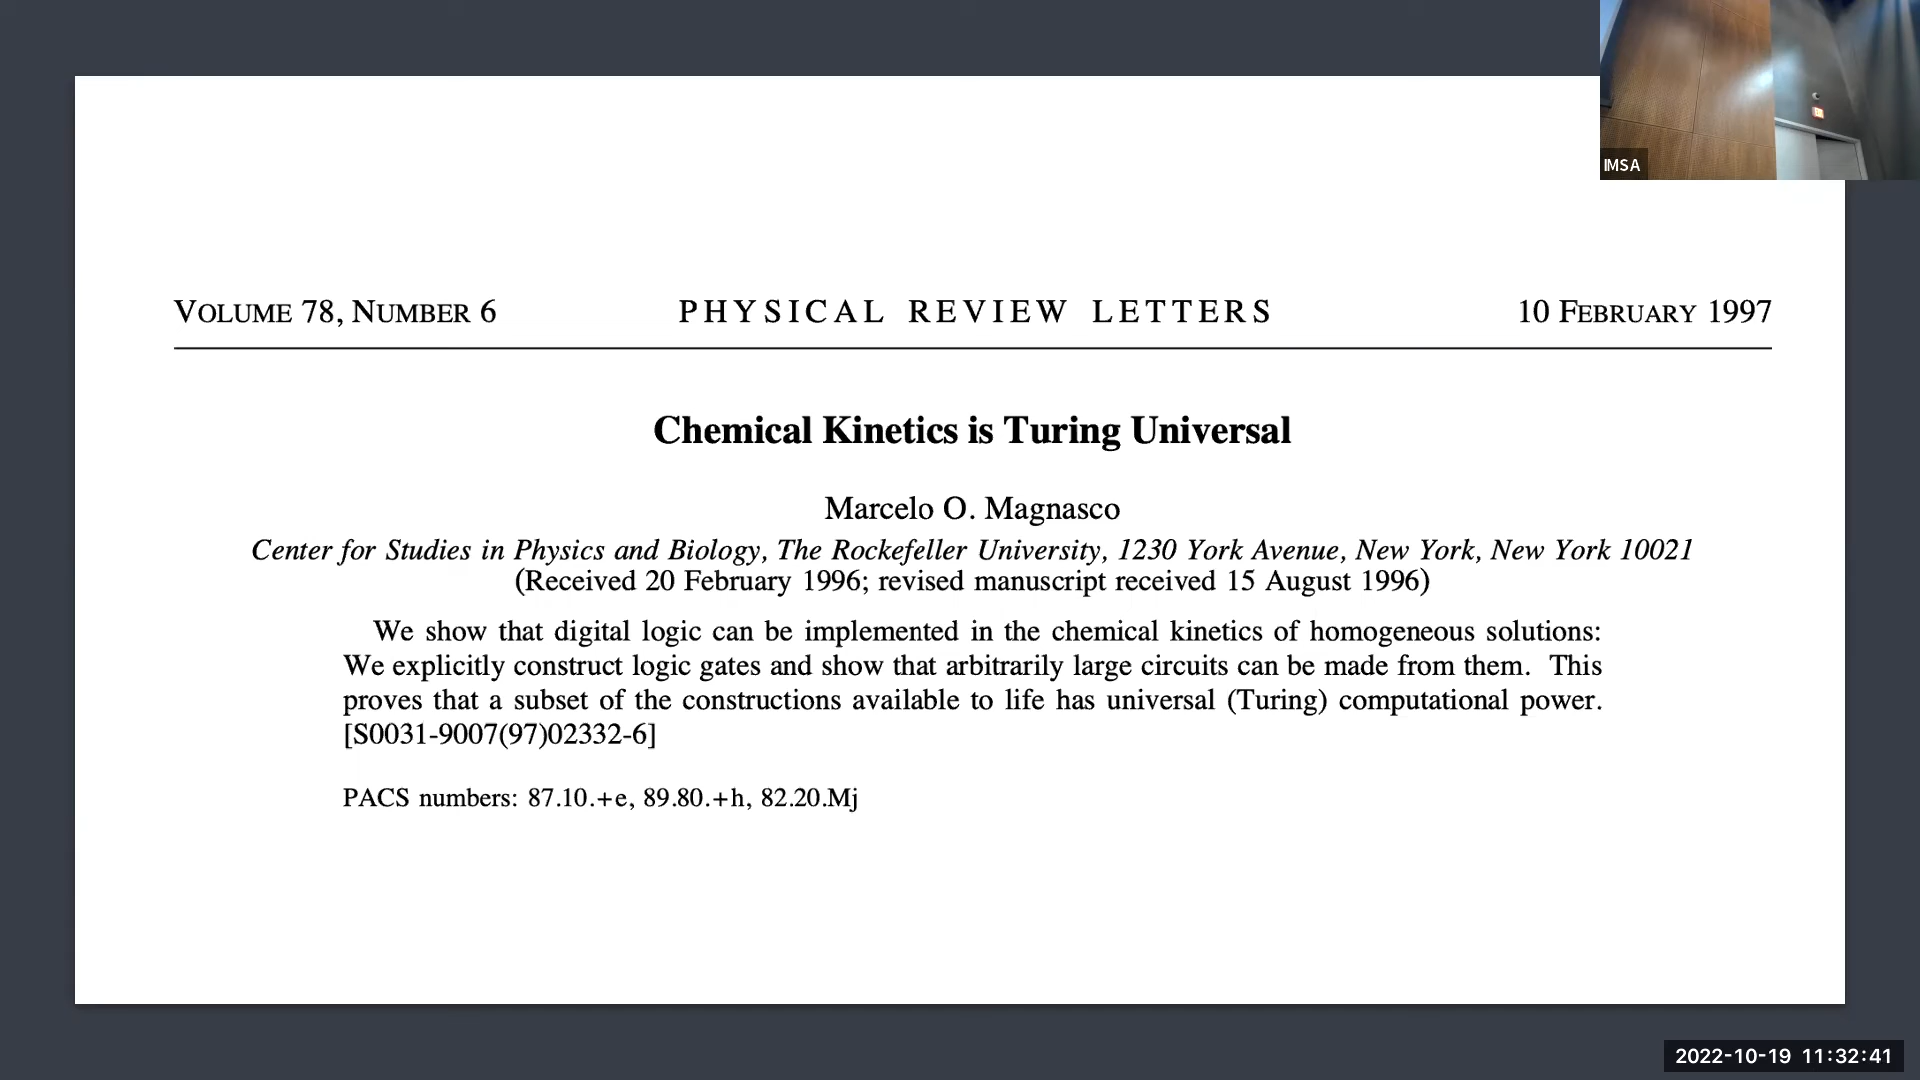 IMSA
VOLUME 78, NUMBER 6 PHYSICAL REVIEW LETTERS 10 FEBRUARY 1997
Chemical Kinetics is Turing Universal
Marcelo O. Magnasco
Center for Studies in Physics and Biology, The Rockefeller University, 1230 York Avenue, New York, New York 10021
(Received 20 February 1996; revised manuscript received 15 August 1996)
We show that digital logic can be implemented in the chemical kinetics of homogeneous solutions:
We explicitly construct logic gates and show that arbitrarily large circuits can be made from them. This
proves that a subset of the constructions available to life has universal (Turing) computational power.
[S0031-9007(97)02332-6]
PACS numbers: 87.10.+e, 89.80.+h, 82.20.Mj
2022-10-19 11:32:41